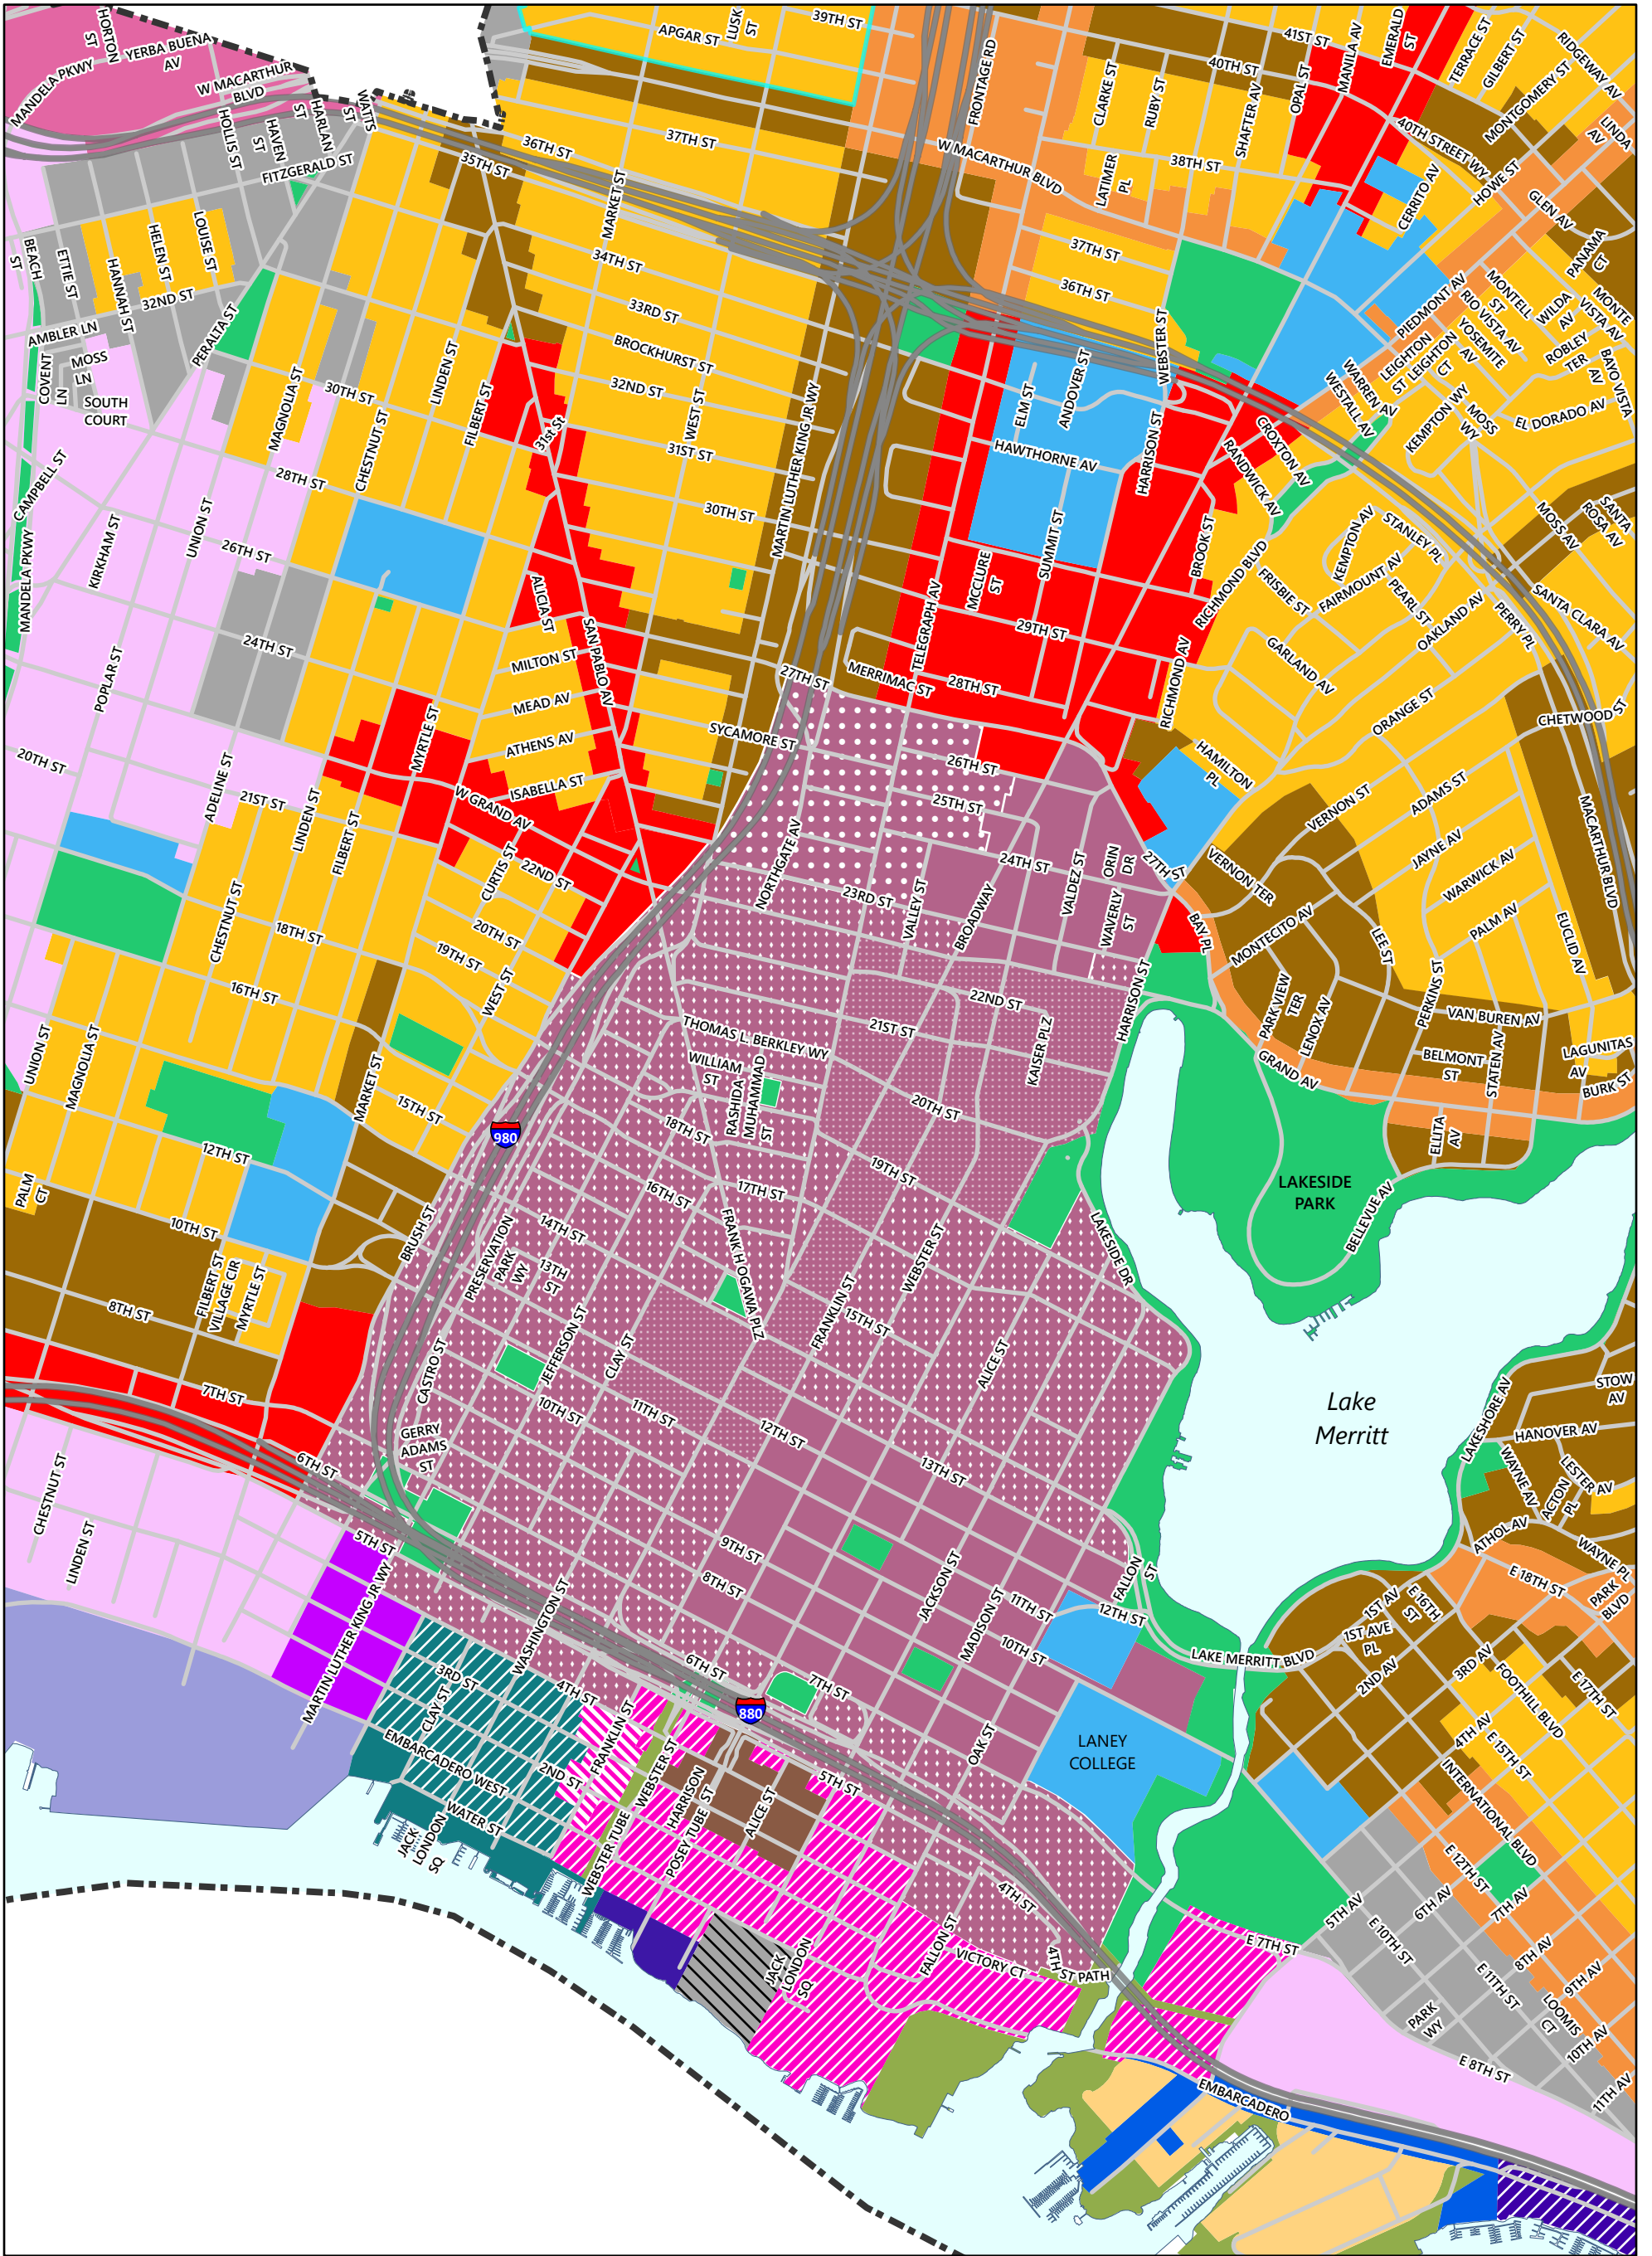 HORTON
ST
YERBA BUENA
AV
MANDELA PKWY
W MACARTHUR
BLVD
HOLLIS ST
HAVEN
ST
HARLAN
ST
WATTS
FITZGERALD ST
LUSK
ST
APGAR ST
39TH ST
FRONTAGE RD
41ST ST
40TH ST
MANILA AV
EMERALD
ST
TERRACE ST
GILBERT ST
RIDGEWAY AV
MONTGOMERY ST
LINDA
AV
CLARKE ST
RUBY ST
SHAFTER AV
OPAL ST
40TH STREET WY
HOWE ST
36TH ST
35TH ST
37TH ST
MARKET ST
W MACARTHUR BLVD
LATIMER
PL
38TH ST
CERRITO AV
GLEN AV
PANAMA
CT
BEACH
ST
ETTIE ST
HANNAH ST
HELEN ST
LOUISE ST
32ND ST
PERALTA ST
AMBLER LN
MOSS
LN
COVENT
LN
SOUTH
COURT
34TH ST
33RD ST
BROCKHURST ST
32ND ST
WEST ST
31ST ST
30TH ST
31st St
MARTIN LUTHER KING JR WY
37TH ST
36TH ST
WEBSTER ST
PIEDMONT AV
MONTELL
ST
RIO VISTA AV
WILDA
AV
MONTE
VISTA AV
YOSEMITE
AV
ROBLEY
TER
BAYO VISTA
AV
LEIGHTON
ST
LEIGHTON
CT
WARREN AV
WESTALL AV
KEMPTON WY
MOSS
WY
EL DORADO AV
MAGNOLIA ST
30TH ST
LINDEN ST
FILBERT ST
CHESTNUT ST
28TH ST
CAMPBELL ST
KIRKHAM ST
UNION ST
26TH ST
MANDELA PKWY
24TH ST
POPLAR ST
ELM ST
ANDOVER ST
HAWTHORNE AV
HARRISON ST
CROXTON AV
RANDWICK AV
MCCLURE
ST
SUMMIT ST
BROOK ST
RICHMOND BLVD
TELEGRAPH AV
29TH ST
28TH ST
RICHMOND AV
KEMPTON AV
STANLEY PL
FRISBIE ST
FAIRMOUNT AV
PEARL ST
OAKLAND AV
PERRY PL
MOSS AV
SANTA
ROSA AV
SANTA CLARA AV
GARLAND AV
ORANGE ST
CHETWOOD ST
ALICIA ST
SAN PABLO AV
MILTON ST
MEAD AV
ATHENS AV
ISABELLA ST
MYRTLE ST
W GRAND AV
27TH ST
MERRIMAC ST
SYCAMORE ST
26TH ST
25TH ST
24TH ST
23RD ST
NORTHGATE AV
VALLEY ST
BROADWAY
VALDEZ ST
ORIN
DR
WAVERLY
ST
27TH ST
HAMILTON
PL
VERNON ST
ADAMS ST
JAYNE AV
WARWICK AV
PALM AV
MACARTHUR BLVD
EUCLID AV
VERNON TER
BAY PL
MONTECITO AV
LEE ST
PERKINS ST
PARK VIEW
TER
LENOX AV
GRAND AV
VAN BUREN AV
BELMONT
ST
STATEN AV
LAGUNITAS
AV
BURK ST
ELLITA
AV
20TH ST
ADELINE ST
21ST ST
LINDEN ST
FILBERT ST
CURTIS ST
22ND ST
20TH ST
19TH ST
WEST ST
CHESTNUT ST
18TH ST
16TH ST
UNION ST
MAGNOLIA ST
MARKET ST
15TH ST
12TH ST
PALM
CT
10TH ST
FILBERT ST
VILLAGE CIR
MYRTLE ST
8TH ST
7TH ST
BRUSH ST
980
22ND ST
21ST ST
THOMAS L. BERKLEY WY
WILLIAM
ST
RASHIDA
MUHAMMAD
ST
KAISER PLZ
HARRISON ST
20TH ST
18TH ST
19TH ST
17TH ST
16TH ST
14TH ST
13TH
ST
PRESERVATION
PARK
WY
FRANK H OGAWA PLZ
WEBSTER ST
LAKESIDE DR
LAKESIDE
PARK
BELLEVUE AV
FRANKLIN ST
15TH ST
ALICE ST
JEFFERSON ST
CLAY ST
CASTRO ST
10TH ST
11TH ST
12TH ST
13TH ST
GERRY
ADAMS
ST
Lake
Merritt
LAKESHORE AV
STOW
AV
HANOVER AV
WAYNE AV
LESTER AV
ACTON
PL
ATHOL AV
WAYNE PL
E 18TH ST
PARK
BLVD
6TH ST
5TH ST
CHESTNUT ST
LINDEN ST
MARTIN LUTHER KING JR WY
WASHINGTON ST
9TH ST
8TH ST
JACKSON ST
MADISON ST
FALLON
ST
11TH ST
12TH ST
10TH ST
LAKE MERRITT BLVD
1ST AV
E 16TH
ST
1ST AVE
PL
2ND AV
3RD AV
FOOTHILL BLVD
E 17TH ST
4TH AV
E 15TH ST
INTERNATIONAL BLVD
6TH ST
7TH ST
880
3RD ST
4TH ST
CLAY ST
EMBARCADERO WEST
WATER ST
2ND ST
FRANKLIN ST
WEBSTER ST
HARRISON
ST
POSEY TUBE
ALICE ST
WEBSTER TUBE
5TH ST
OAK ST
LANEY
COLLEGE
JACK
LONDON
SQ
JACK
LONDON
SQ
FALLON ST
VICTORY CT
4TH ST
4TH
ST PATH
E 7TH ST
5TH AV
E 12TH ST
6TH AV
7TH AV
E 10TH ST
8TH AV
E 11TH ST
9TH AV
LOOMIS
CT
PARK
WY
10TH AV
E 8TH ST
11TH AV
EMBARCADERO